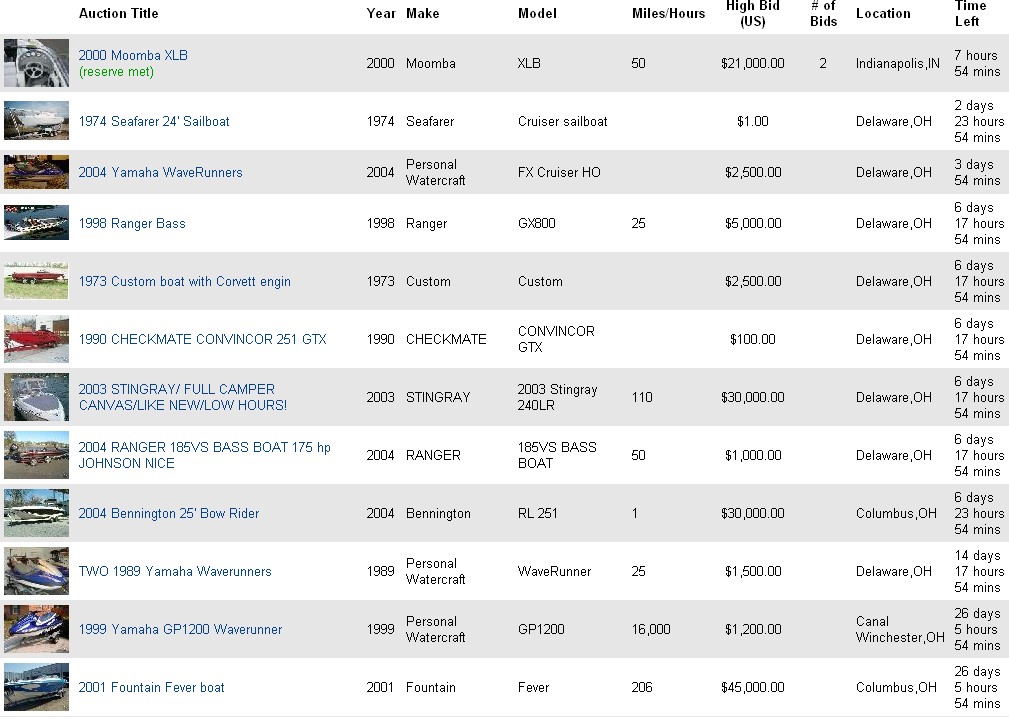 Auction Title Year Make Model Miles/Hours High Bid (US) # of Bids Location Time Left
2000 Moomba XLB (reserve met) 2000 Moomba XLB 50 $21,000.00 2 Indianapolis,IN 7 hours 54 mins
1974 Seafarer 24' Sailboat 1974 Seafarer Cruiser sailboat $1.00 Delaware,OH 2 days 23 hours 54 mins
2004 Yamaha WaveRunners 2004 Personal Watercraft FX Cruiser HO $2,500.00 Delaware,OH 3 days 54 mins
1998 Ranger Bass 1998 Ranger GX800 25 $5,000.00 Delaware,OH 6 days 17 hours 54 mins
1973 Custom boat with Corvett engin 1973 Custom Custom $2,500.00 Delaware,OH 6 days 17 hours 54 mins
1990 CHECKMATE CONVINCOR 251 GTX 1990 CHECKMATE CONVINCOR GTX $100.00 Delaware,OH 6 days 17 hours 54 mins
2003 STINGRAY/ FULL CAMPER CANVAS/LIKE NEW/LOW HOURS! 2003 STINGRAY 2003 Stingray 240LR 110 $30,000.00 Delaware,OH 6 days 17 hours 54 mins
2004 RANGER 185VS BASS BOAT 175 hp JOHNSON NICE 2004 RANGER 185VS BASS BOAT 50 $1,000.00 Delaware,OH 6 days 17 hours 54 mins
2004 Bennington 25' Bow Rider 2004 Bennington RL 251 1 $30,000.00 Columbus,OH 6 days 23 hours 54 mins
TWO 1989 Yamaha Waverunners 1989 Personal Watercraft WaveRunner 25 $1,500.00 Delaware,OH 14 days 17 hours 54 mins
1999 Yamaha GP1200 Waverunner 1999 Personal Watercraft GP1200 16,000 $1,200.00 Canal Winchester,OH 26 days 5 hours 54 mins
2001 Fountain Fever boat 2001 Fountain Fever 206 $45,000.00 Columbus,OH 26 days 5 hours 54 mins